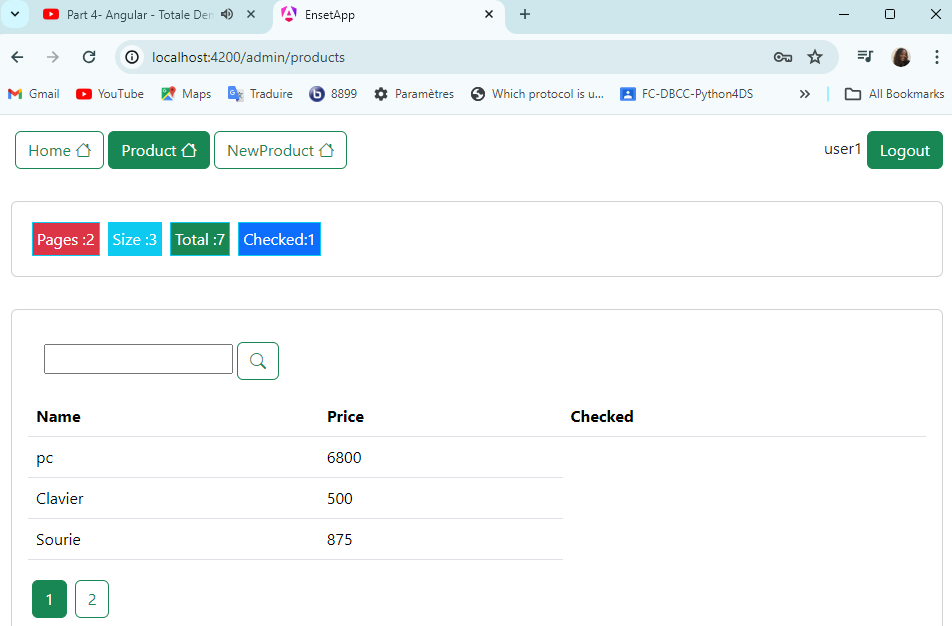 Part 4- Angular - Totale Den
EnsetApp
localhost:4200/admin/products
Gmail YouTube Maps Traduire 8899 Paramètres Which protocol is u... FC-DBCC-Python4DS » All Bookmarks
Home Product NewProduct user1 Logout
Pages :2 Size :3 Total :7 Checked:1
Name Price Checked
pc 6800
Clavier 500
Sourie 875
1 2